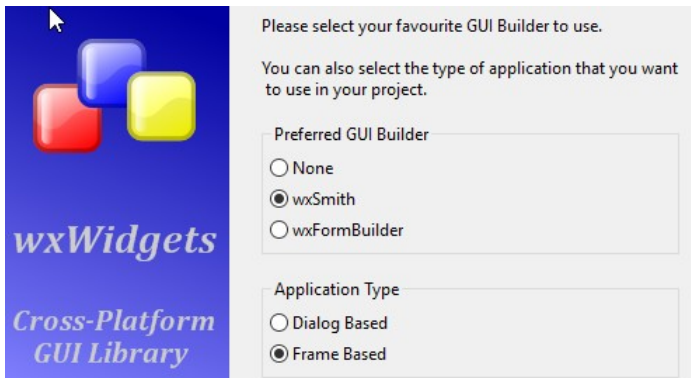 Please select your favourite GUI Builder to use.
You can also select the type of application that you want
to use in your project.
Preferred GUI Builder
None
wxSmith
wxFormBuilder
Application Type
Dialog Based
Frame Based
wxWidgets
Cross-Platform
GUI Library